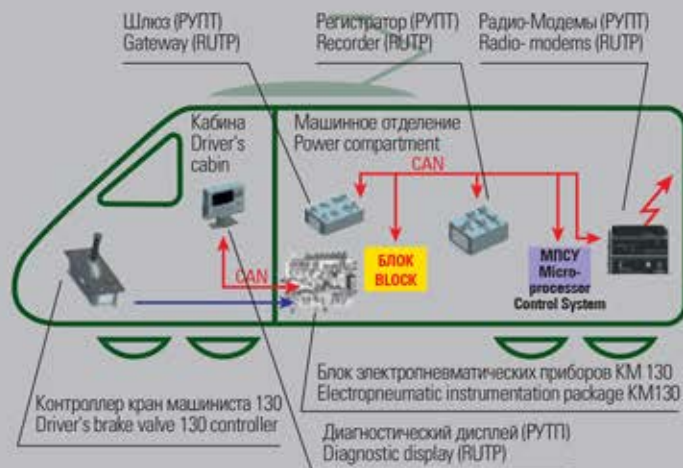 Шлюз (РУПТ)
Gateway (RUTP)
Регистратор (РУПТ)
Recorder (RUTP)
Радио-Модемы (РУПТ)
Radio- modems (RUTP)
Кабина
Driver's
cabin
Машинное отделение
Power compartment
CAN
CAN
БЛОК
BLOCK
МПСУ
Micro-
processor
Control System
Блок электропневматических приборов КМ 130
Electropneumatic instrumentation package KM130
Контроллер кран машиниста 130
Driver's brake valve 130 controller
Диагностический дисплей (РУТП)
Diagnostic display (RUTP)